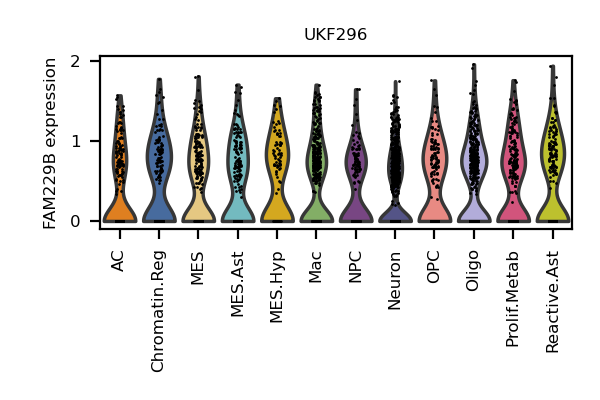 UKF296
FAM229B expression
2
1
0
AC
Chromatin.Reg
MES
MES.Ast
MES.Hyp
Mac
NPC
Neuron
OPC
Oligo
Prolif.Metab
Reactive.Ast